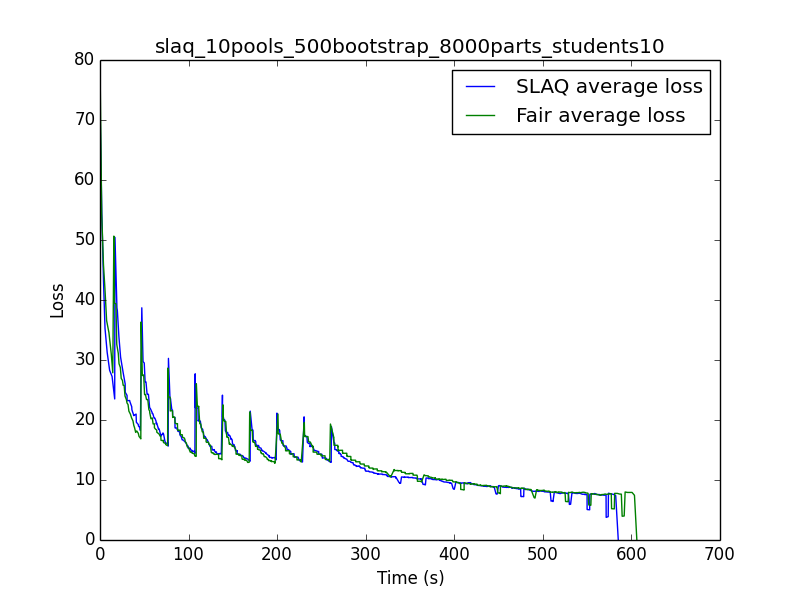 slaq_10pools_500bootstrap_8000parts_students10
SLAQ average loss
Fair average loss
80
70
60
50
40
30
20
10
0
Loss
0 100 200 300 400 500 600 700
Time (s)